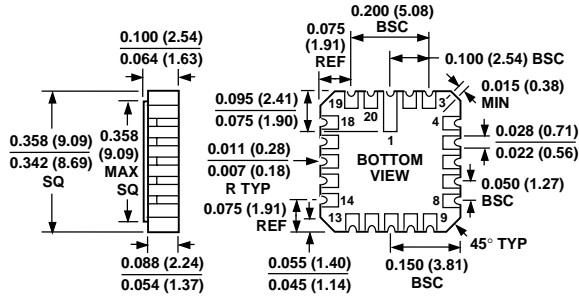 0.100 (2.54)
0.064 (1.63)
0.358 (9.09)
0.342 (8.69)
SQ
0.358
(9.09)
MAX
SQ
0.088 (2.24)
0.054 (1.37)
0.200 (5.08)
BSC
0.075
(1.91)
REF
0.100 (2.54) BSC
0.015 (0.38)
MIN
0.095 (2.41)
0.075 (1.90)
19
20
3
18
1
4
0.028 (0.71)
0.022 (0.56)
0.011 (0.28)
0.007 (0.18)
R TYP
BOTTOM
VIEW
0.050 (1.27)
BSC
0.075 (1.91)
REF
14
8
13
9
45° TYP
0.055 (1.40)
0.045 (1.14)
0.150 (3.81)
BSC